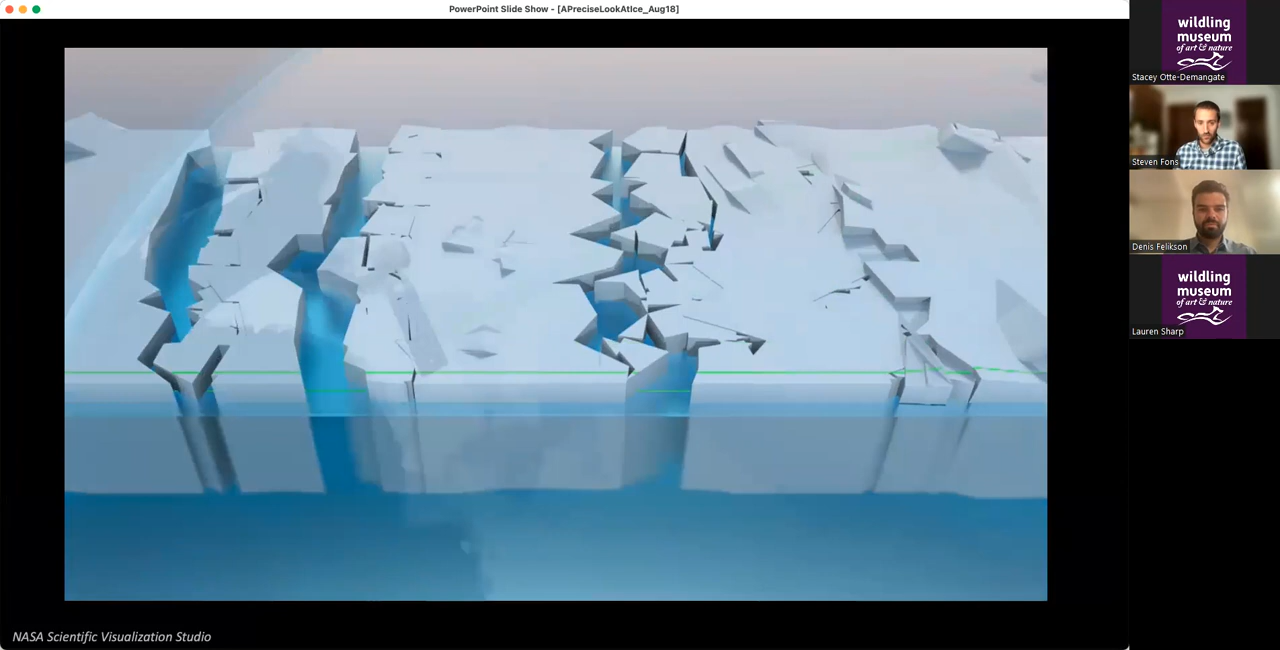 PowerPoint Slide Show - [APreciseLookAtIce_Aug18]
wildling
museum
of art & nature
Stacey Otte-Demangate
Steven Fons
Denis Felikson
wildling
museum
of art & nature
Lauren Sharp
NASA Scientific Visualization Studio